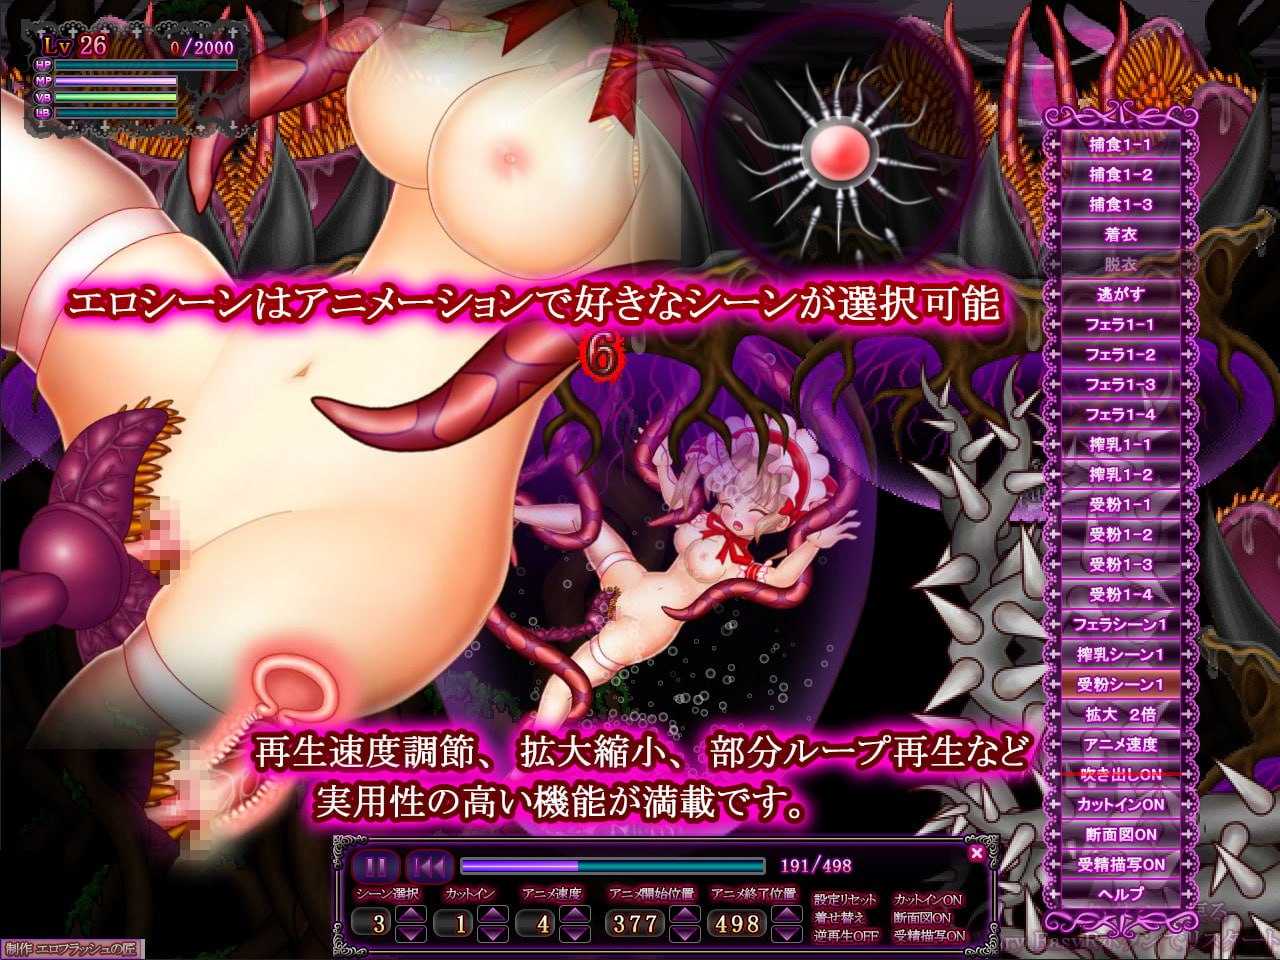 Lv 26
0/2000
HP
MP
VB
LB
エロシーンはアニメーションで好きなシーンが選択可能
6
捕食1-1
捕食1-2
捕食1-3
着衣
脱衣
逃がす
フェラ1-1
フェラ1-2
フェラ1-3
フェラ1-4
搾乳1-1
搾乳1-2
受粉1-1
受粉1-2
受粉1-3
受粉1-4
フェラシーン1
搾乳シーン1
受粉シーン1
拡大 2倍
アニメ速度
吹き出しON
カットインON
断面図ON
受精描写ON
ヘルプ
再生速度調節、拡大縮小、部分ループ再生など
実用性の高い機能が満載です。
191/498
シーン選択 カットイン アニメ速度 アニメ開始位置 アニメ終了位置
3 1 4 377 498
設定リセット カットインON
着せ替え 断面図ON
逆再生OFF 受精描写ON
制作 エロフラッシュの匠